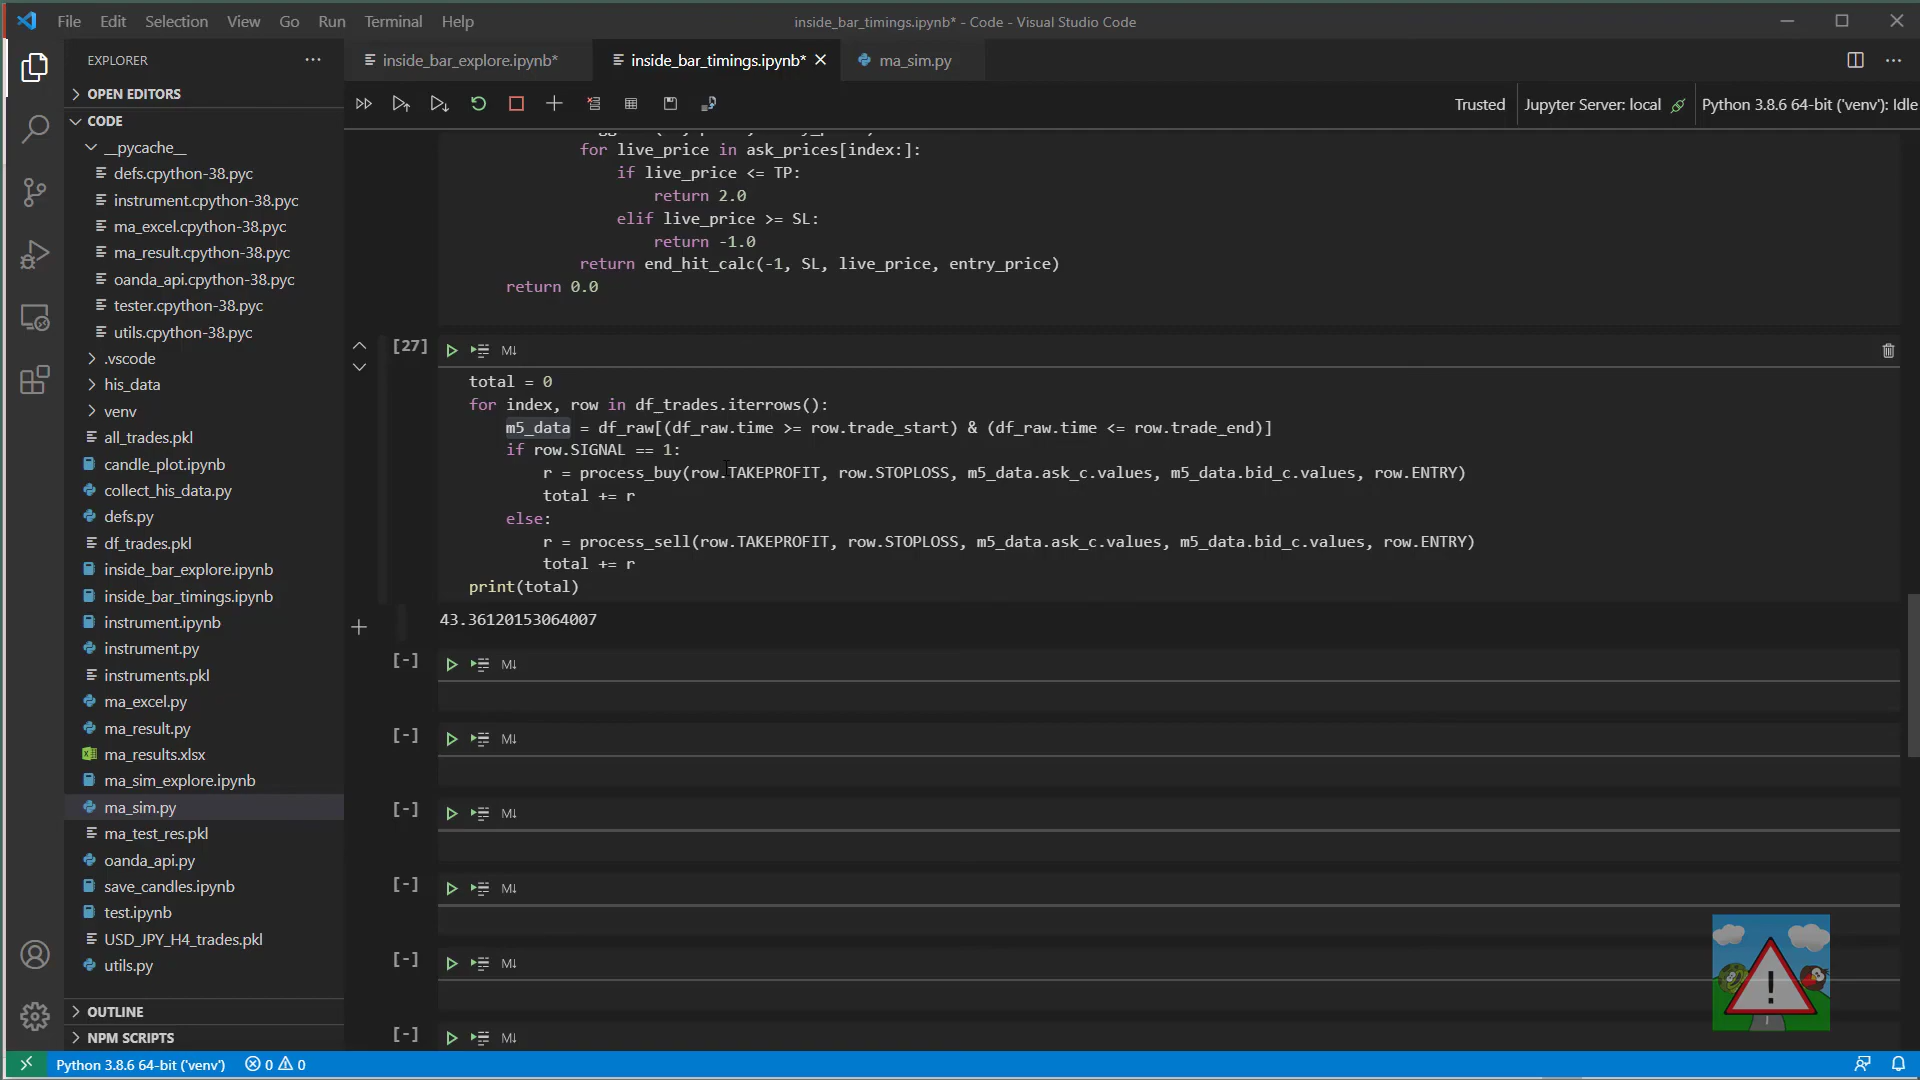 File Edit Selection View Go Run Terminal Help
inside_bar_timings.ipynb* - Code - Visual Studio Code
EXPLORER
inside_bar_explore.ipynb*
inside_bar_timings.ipynb*
ma_sim.py
OPEN EDITORS
Trusted
Jupyter Server: local
Python 3.8.6 64-bit ('venv'): Idle
CODE
__pycache__
defs.cpython-38.pyc
instrument.cpython-38.pyc
ma_excel.cpython-38.pyc
ma_result.cpython-38.pyc
oanda_api.cpython-38.pyc
tester.cpython-38.pyc
utils.cpython-38.pyc
.vscode
his_data
venv
all_trades.pkl
candle_plot.ipynb
collect_his_data.py
defs.py
df_trades.pkl
inside_bar_explore.ipynb
inside_bar_timings.ipynb
instrument.ipynb
instrument.py
instruments.pkl
ma_excel.py
ma_result.py
ma_results.xlsx
ma_sim_explore.ipynb
ma_sim.py
ma_test_res.pkl
oanda_api.py
save_candles.ipynb
test.ipynb
USD_JPY_H4_trades.pkl
utils.py
OUTLINE
NPM SCRIPTS
for live_price in ask_prices[index:]:
if live_price <= TP:
return 2.0
elif live_price >= SL:
return -1.0
return end_hit_calc(-1, SL, live_price, entry_price)
return 0.0
[27]
M↓
total = 0
for index, row in df_trades.iterrows():
m5_data = df_raw[(df_raw.time >= row.trade_start) & (df_raw.time <= row.trade_end)]
if row.SIGNAL == 1:
r = process_buy(row.TAKEPROFIT, row.STOPLOSS, m5_data.ask_c.values, m5_data.bid_c.values, row.ENTRY)
total += r
else:
r = process_sell(row.TAKEPROFIT, row.STOPLOSS, m5_data.ask_c.values, m5_data.bid_c.values, row.ENTRY)
total += r
print(total)
43.36120153064007
[-] M↓
[-] M↓
[-] M↓
[-] M↓
[-] M↓
[-] M↓
Python 3.8.6 64-bit ('venv')
0
0